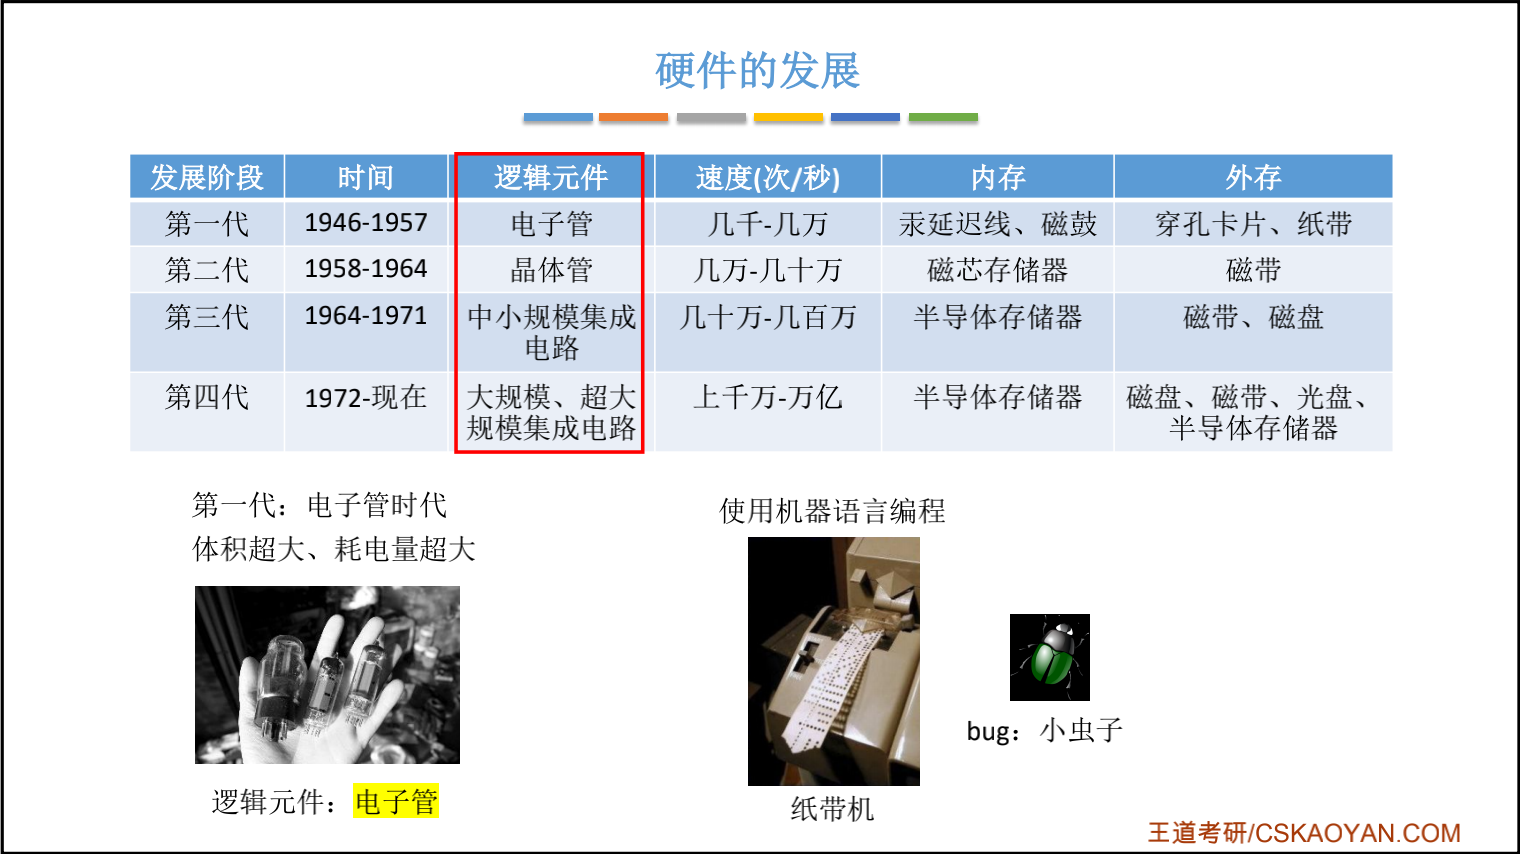 硬件的发展
发展阶段 时间 逻辑元件 速度(次/秒) 内存 外存
第一代 1946-1957 电子管 几千-几万 汞延迟线、磁鼓 穿孔卡片、纸带
第二代 1958-1964 晶体管 几万-几十万 磁芯存储器 磁带
第三代 1964-1971 中小规模集成 几十万-几百万 半导体存储器 磁带、磁盘
电路
第四代 1972-现在 大规模、超大 上千万-万亿 半导体存储器 磁盘、磁带、光盘、
规模集成电路 半导体存储器
第一代：电子管时代
体积超大、耗电量超大
逻辑元件：电子管
使用机器语言编程
纸带机
bug：小虫子
王道考研/CSKAOYAN.COM